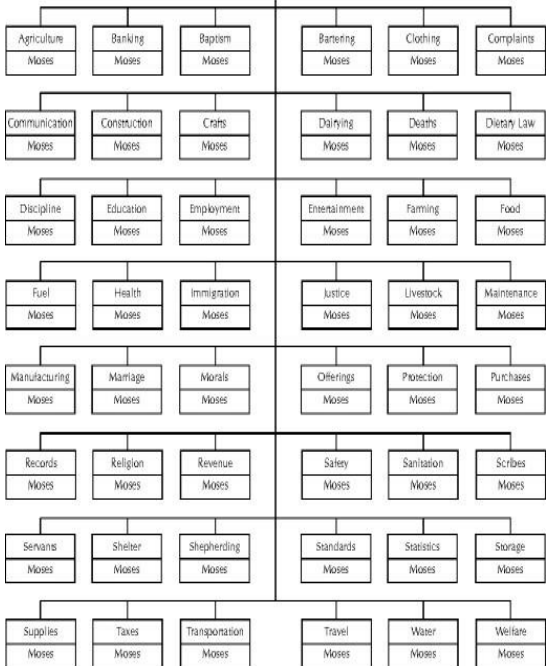 Agriculture Banking Baptism Bartering Clothing Complaints
Moses Moses Moses Moses Moses Moses
Communication Construction Crafts Dairying Deaths Dietary Law
Moses Moses Moses Moses Moses Moses
Discipline Education Employment Entertainment Farming Food
Moses Moses Moses Moses Moses Moses
Fuel Health Immigration Justice Livestock Maintenance
Moses Moses Moses Moses Moses Moses
Manufacturing Marriage Morals Offerings Protection Purchases
Moses Moses Moses Moses Moses Moses
Records Religion Revenue Safety Sanitation Scribes
Moses Moses Moses Moses Moses Moses
Servants Shelter Shepherding Standards Statistics Storage
Moses Moses Moses Moses Moses Moses
Supplies Taxes Transportation Travel Water Welfare
Moses Moses Moses Moses Moses Moses